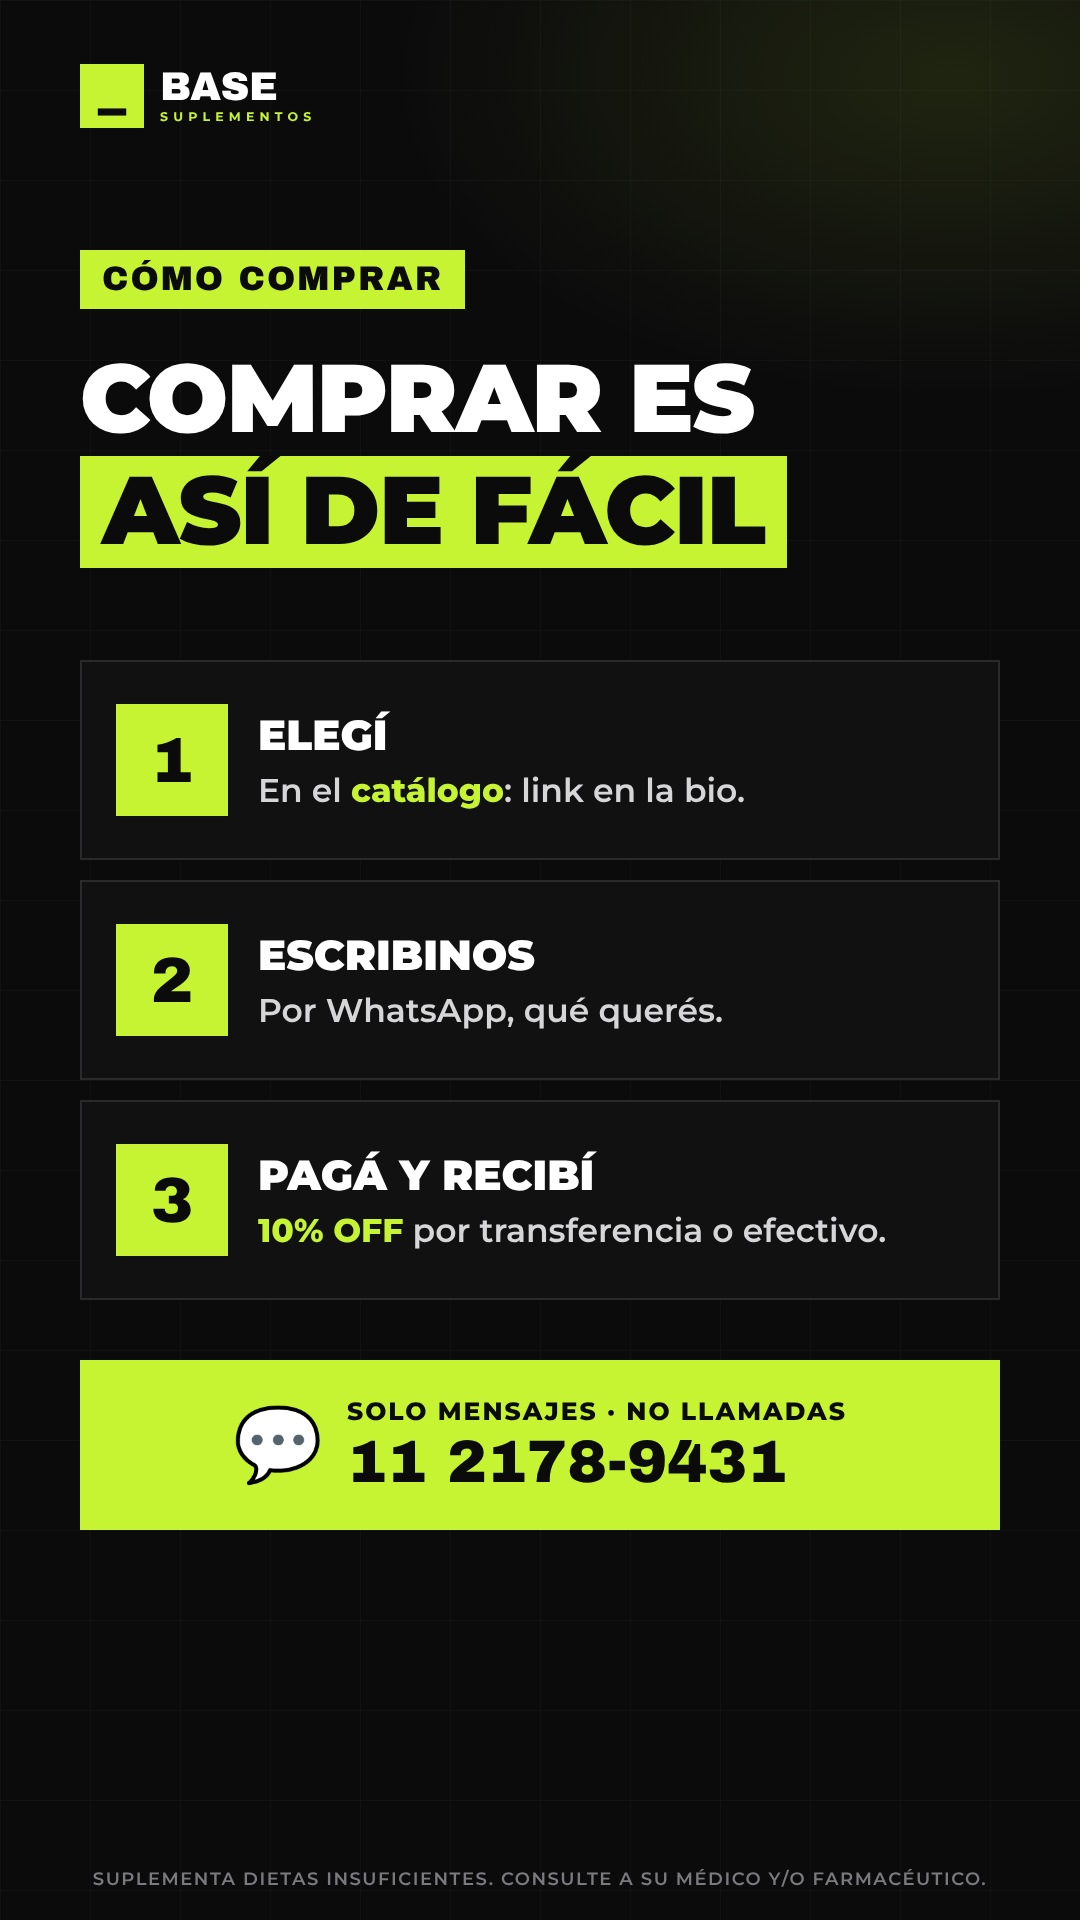 BASE
SUPLEMENTOS
CÓMO COMPRAR
COMPRAR ES
ASÍ DE FÁCIL
1
ELEGÍ
En el catálogo: link en la bio.
2
ESCRIBINOS
Por WhatsApp, qué querés.
3
PAGÁ Y RECIBÍ
10% OFF por transferencia o efectivo.
SOLO MENSAJES · NO LLAMADAS
11 2178-9431
SUPLEMENTA DIETAS INSUFICIENTES. CONSULTE A SU MÉDICO Y/O FARMACÉUTICO.